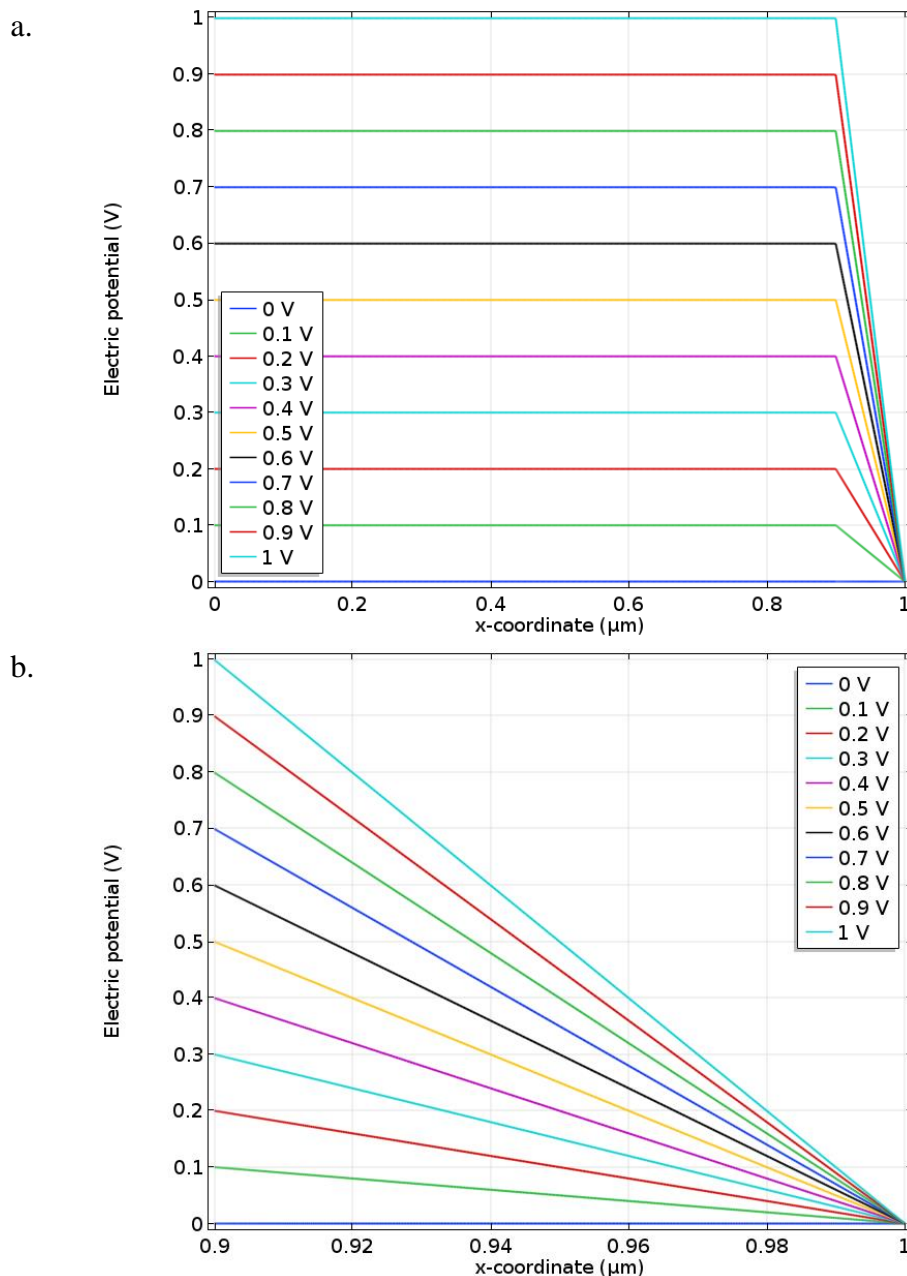 a.
1
0.9
0.8
0.7
0.6
0.5
0.4
0.3
0.2
0.1
0
Electric potential (V)
0 V
0.1 V
0.2 V
0.3 V
0.4 V
0.5 V
0.6 V
0.7 V
0.8 V
0.9 V
1 V
0 0.2 0.4 0.6 0.8 1
x-coordinate (µm)
b.
1
0.9
0.8
0.7
0.6
0.5
0.4
0.3
0.2
0.1
0
Electric potential (V)
0 V
0.1 V
0.2 V
0.3 V
0.4 V
0.5 V
0.6 V
0.7 V
0.8 V
0.9 V
1 V
0.9 0.92 0.94 0.96 0.98 1
x-coordinate (µm)